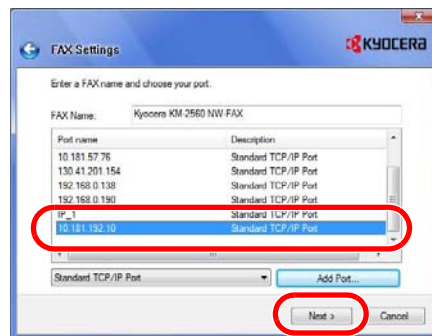 FAX Settings
KYOCERA
Enter a FAX name and choose your port.
FAX Name: Kyocera KM-2560 NW-FAX
Port name Description
10.181.57.76 Standard TCP/IP Port
130.41.201.154 Standard TCP/IP Port
192.168.0.138 Standard TCP/IP Port
192.168.0.190 Standard TCP/IP Port
IP_1 Standard TCP/IP Port
10.181.192.10 Standard TCP/IP Port
Standard TCP/IP Port Add Port...
Next > Cancel